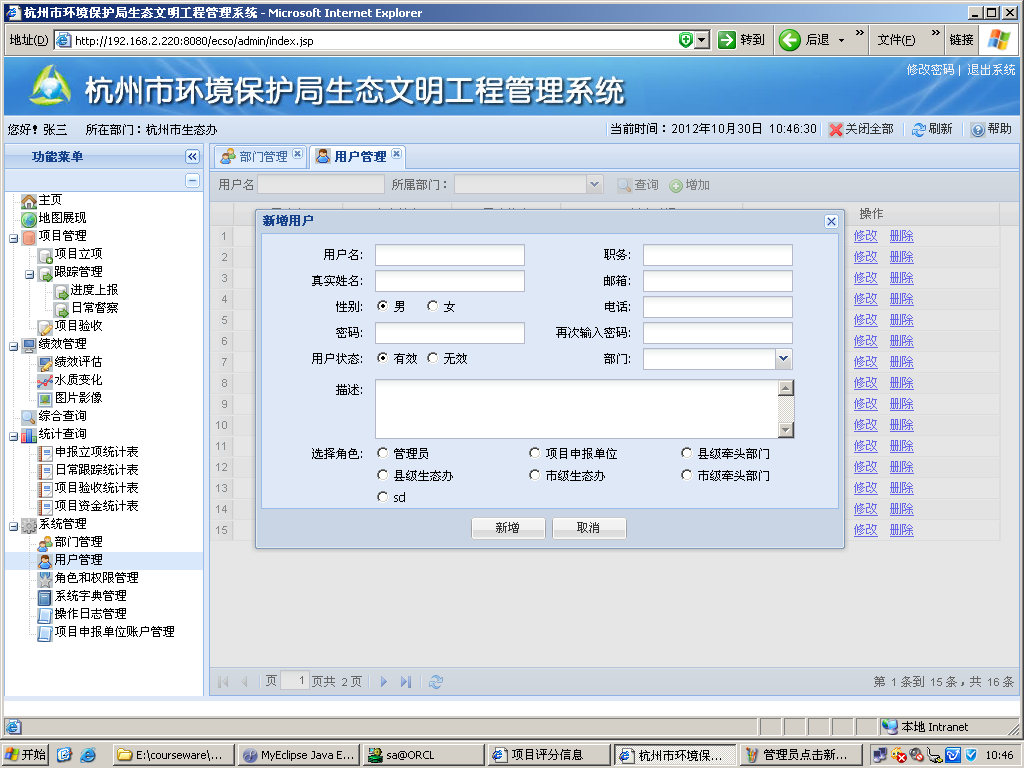 杭州市环境保护局生态文明工程管理系统 - Microsoft Internet Explorer
地址(D) http://192.168.2.220:8080/ecso/admin/index.jsp 转到 后退 » 文件(F) » 链接
杭州市环境保护局生态文明工程管理系统
修改密码 | 退出系统
您好! 张三 所在部门：杭州市生态办 当前时间：2012年10月30日 10:46:30 关闭全部 刷新 帮助
功能菜单
主页
地图展现
项目管理
项目立项
跟踪管理
进度上报
日常督察
项目验收
绩效管理
绩效评估
水质变化
图片影像
综合查询
统计查询
申报立项统计表
日常跟踪统计表
项目验收统计表
项目资金统计表
系统管理
部门管理
用户管理
角色和权限管理
系统字典管理
操作日志管理
项目申报单位账户管理
部门管理 用户管理
用户名 所属部门： 查询 增加
操作
1 修改 删除
2 修改 删除
3 修改 删除
4 修改 删除
5 修改 删除
6 修改 删除
7 修改 删除
8 修改 删除
9 修改 删除
10 修改 删除
11 修改 删除
12 修改 删除
13 修改 删除
14 修改 删除
15 修改 删除
新增用户
用户名: 职务:
真实姓名: 邮箱:
性别: 男 女 电话:
密码: 再次输入密码:
用户状态: 有效 无效 部门:
描述:
选择角色: 管理员 项目申报单位 县级牵头部门
县级生态办 市级生态办 市级牵头部门
sd
新增 取消
页 1 页共 2 页 第 1 条到 15 条，共 16 条
本地 Intranet
开始 E:\courseware\... MyEclipse Java E... sa@ORCL 项目评分信息 杭州市环境保... 管理员点击新... 10:46